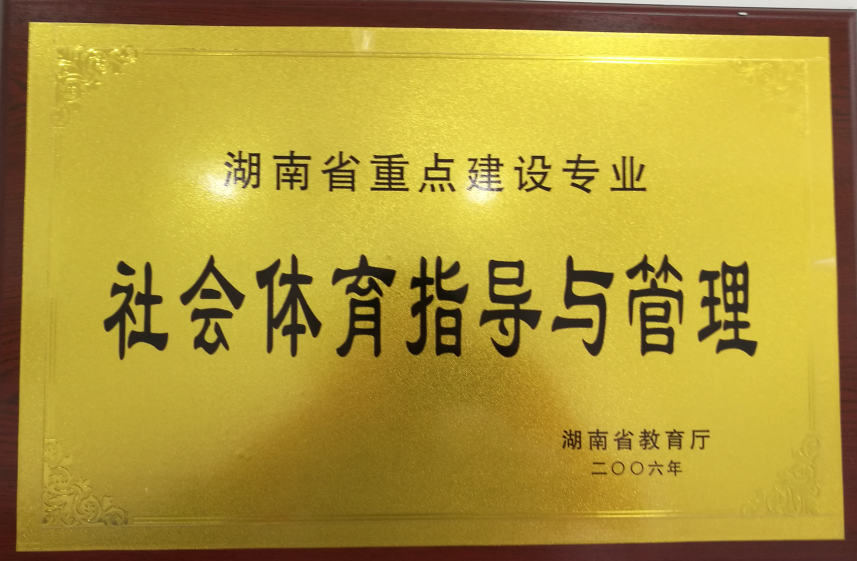 湖南省重点建设专业
社会体育指导与管理
湖南省教育厅
二〇〇六年